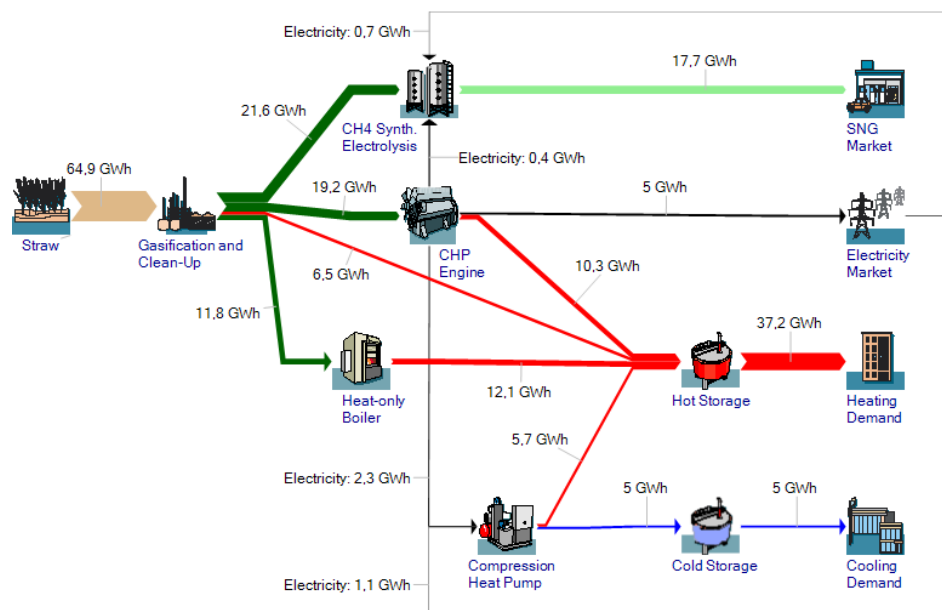 Electricity: 0,7 GWh
17,7 GWh
21,6 GWh
CH4 Synth.
Electrolysis
SNG
Market
Electricity: 0,4 GWh
64,9 GWh
19,2 GWh
5 GWh
Straw
Gasification and
Clean-Up
CHP
Engine
Electricity
Market
6,5 GWh
10,3 GWh
11,8 GWh
37,2 GWh
12,1 GWh
Heat-only
Boiler
Hot Storage
Heating
Demand
5,7 GWh
Electricity: 2,3 GWh
5 GWh
5 GWh
Compression
Heat Pump
Cold Storage
Cooling
Demand
Electricity: 1,1 GWh